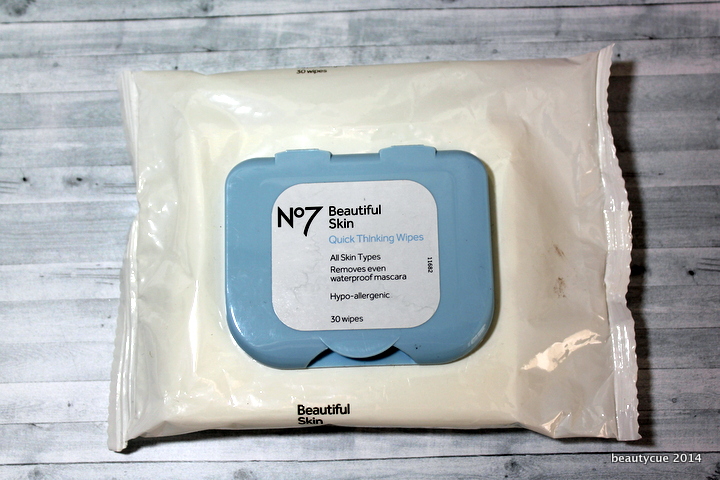 30 wipes
No7 Beautiful
Skin
Quick Thinking Wipes
All Skin Types
Removes even
waterproof mascara
Hypo-allergenic
30 wipes
11682
Beautiful
Skin
beautycue 2014